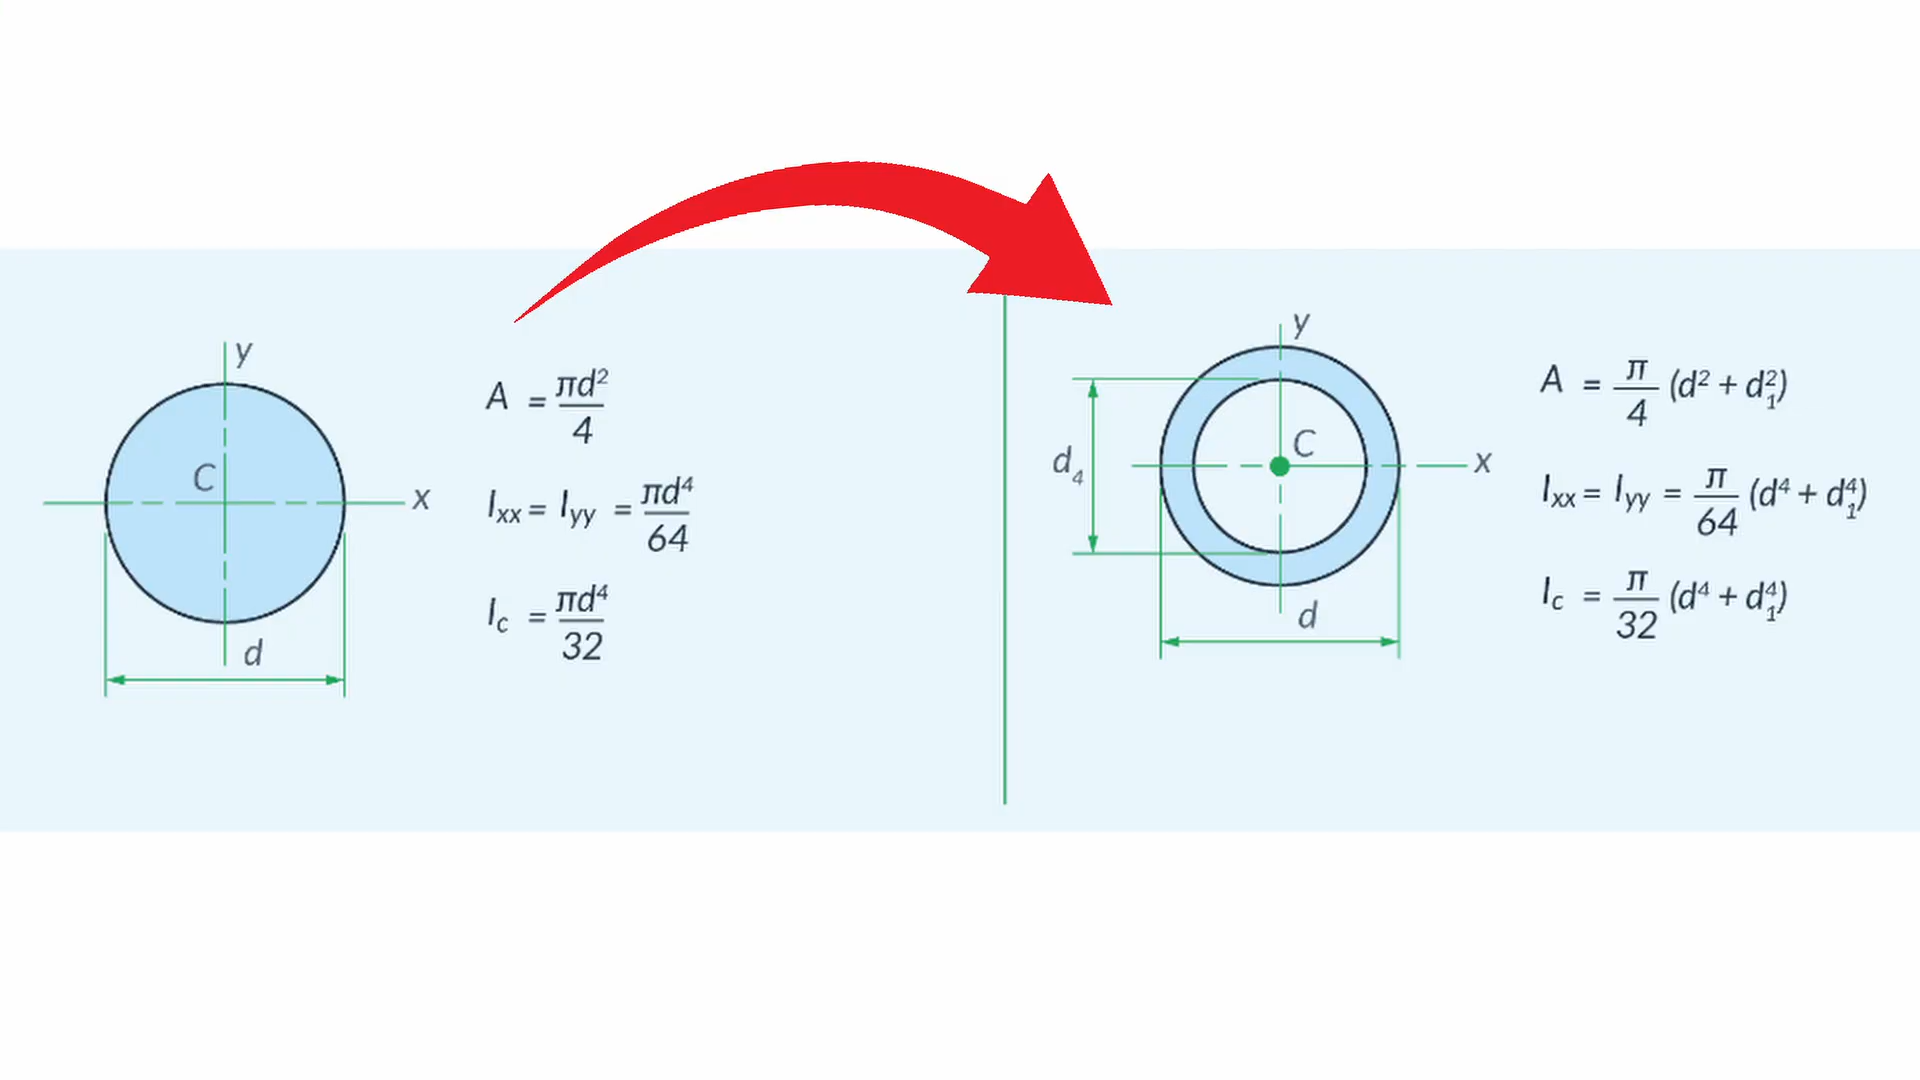 y
C
x
d
A = πd²/4
Ixx = Iyy = πd⁴/64
Ic = πd⁴/32
y
C
x
d₄
d
A = π/4 (d² + d₁²)
Ixx = Iyy = π/64 (d⁴ + d₁⁴)
Ic = π/32 (d⁴ + d₁⁴)